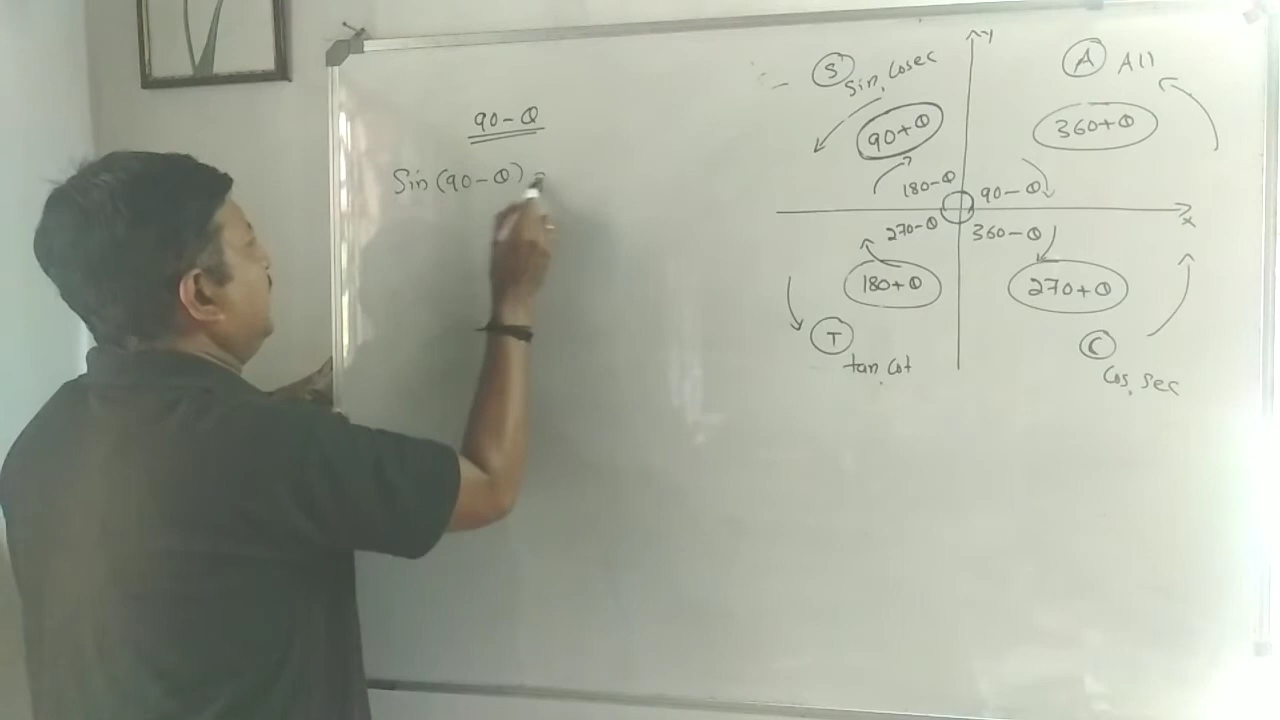 90-θ
Sin(90-θ) =
S
Sin, Cosec
90+θ
180-θ
y
A All
360+θ
90-θ
x
270-θ
180+θ
T
tan, Cot
360-θ
270+θ
C
Cos, Sec